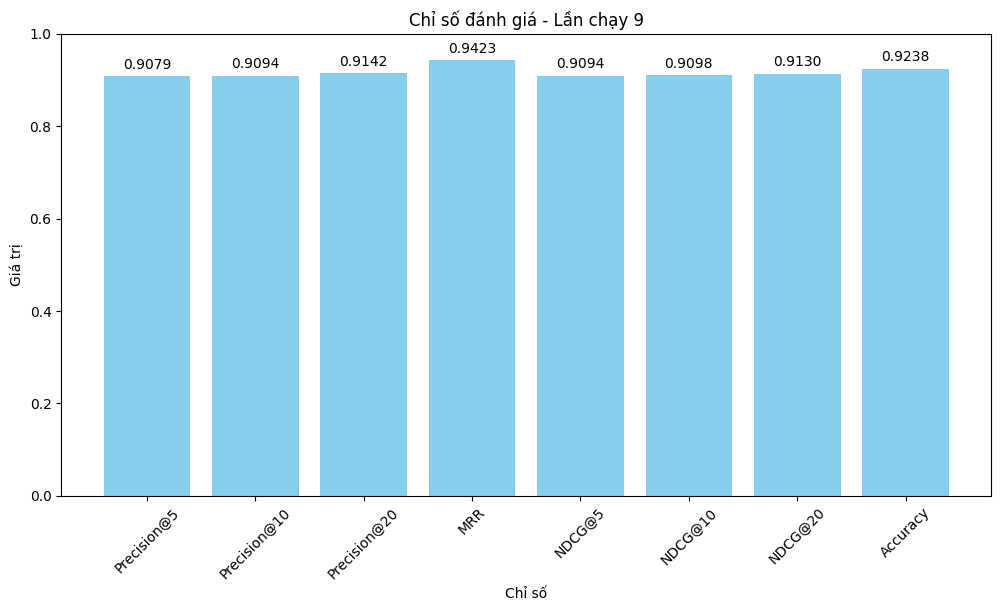 Chỉ số đánh giá - Lần chạy 9
Giá trị
1.0
0.8
0.6
0.4
0.2
0.0
0.9079
0.9094
0.9142
0.9423
0.9094
0.9098
0.9130
0.9238
Precision@5
Precision@10
Precision@20
MRR
NDCG@5
NDCG@10
NDCG@20
Accuracy
Chỉ số